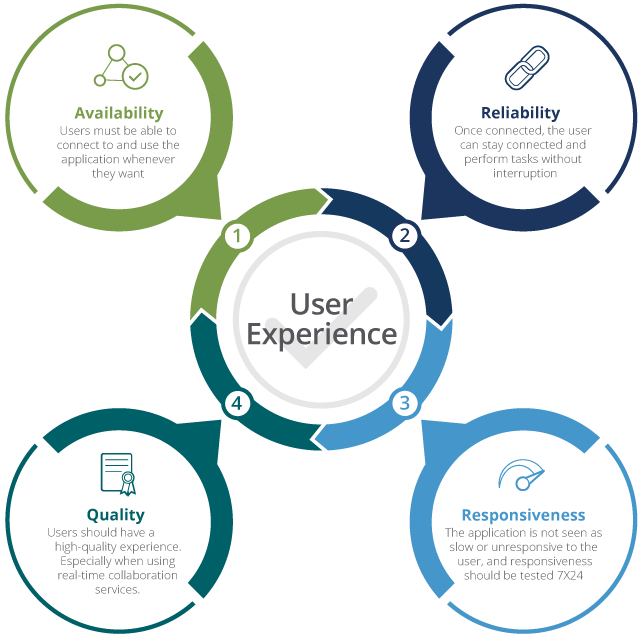 Availability
Users must be able to
connect to and use the
application whenever
they want
Reliability
Once connected, the user
can stay connected and
perform tasks without
interruption
1
2
User
Experience
4
3
Quality
Users should have a
high-quality experience.
Especially when using
real-time collaboration
services.
Responsiveness
The application is not seen as
slow or unresponsive to the
user, and responsiveness
should be tested 7X24